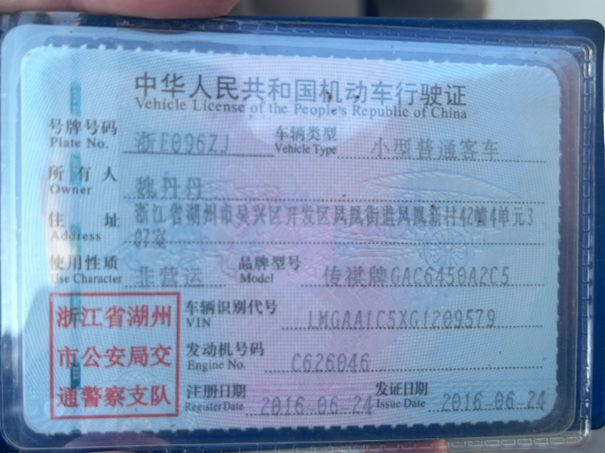 中华人民共和国机动车行驶证
Vehicle License of the People's Republic of China
号牌号码 浙F096ZJ 车辆类型 小型普通客车
Plate No. Vehicle Type
所有人 魏丹丹
Owner
住址 浙江省湖州市吴兴区开发区凤凰街道凤凰新村42幢4单元3
Address 07室
使用性质 非营运 品牌型号 传祺牌GAC6450A2C5
Use Character Model
浙江省湖州
市公安局交
通警察支队
车辆识别代号 LMGAA1C5XG1209579
VIN
发动机号码 C626046
Engine No.
注册日期 2016-06-24 发证日期 2016-06-24
Register Date Issue Date